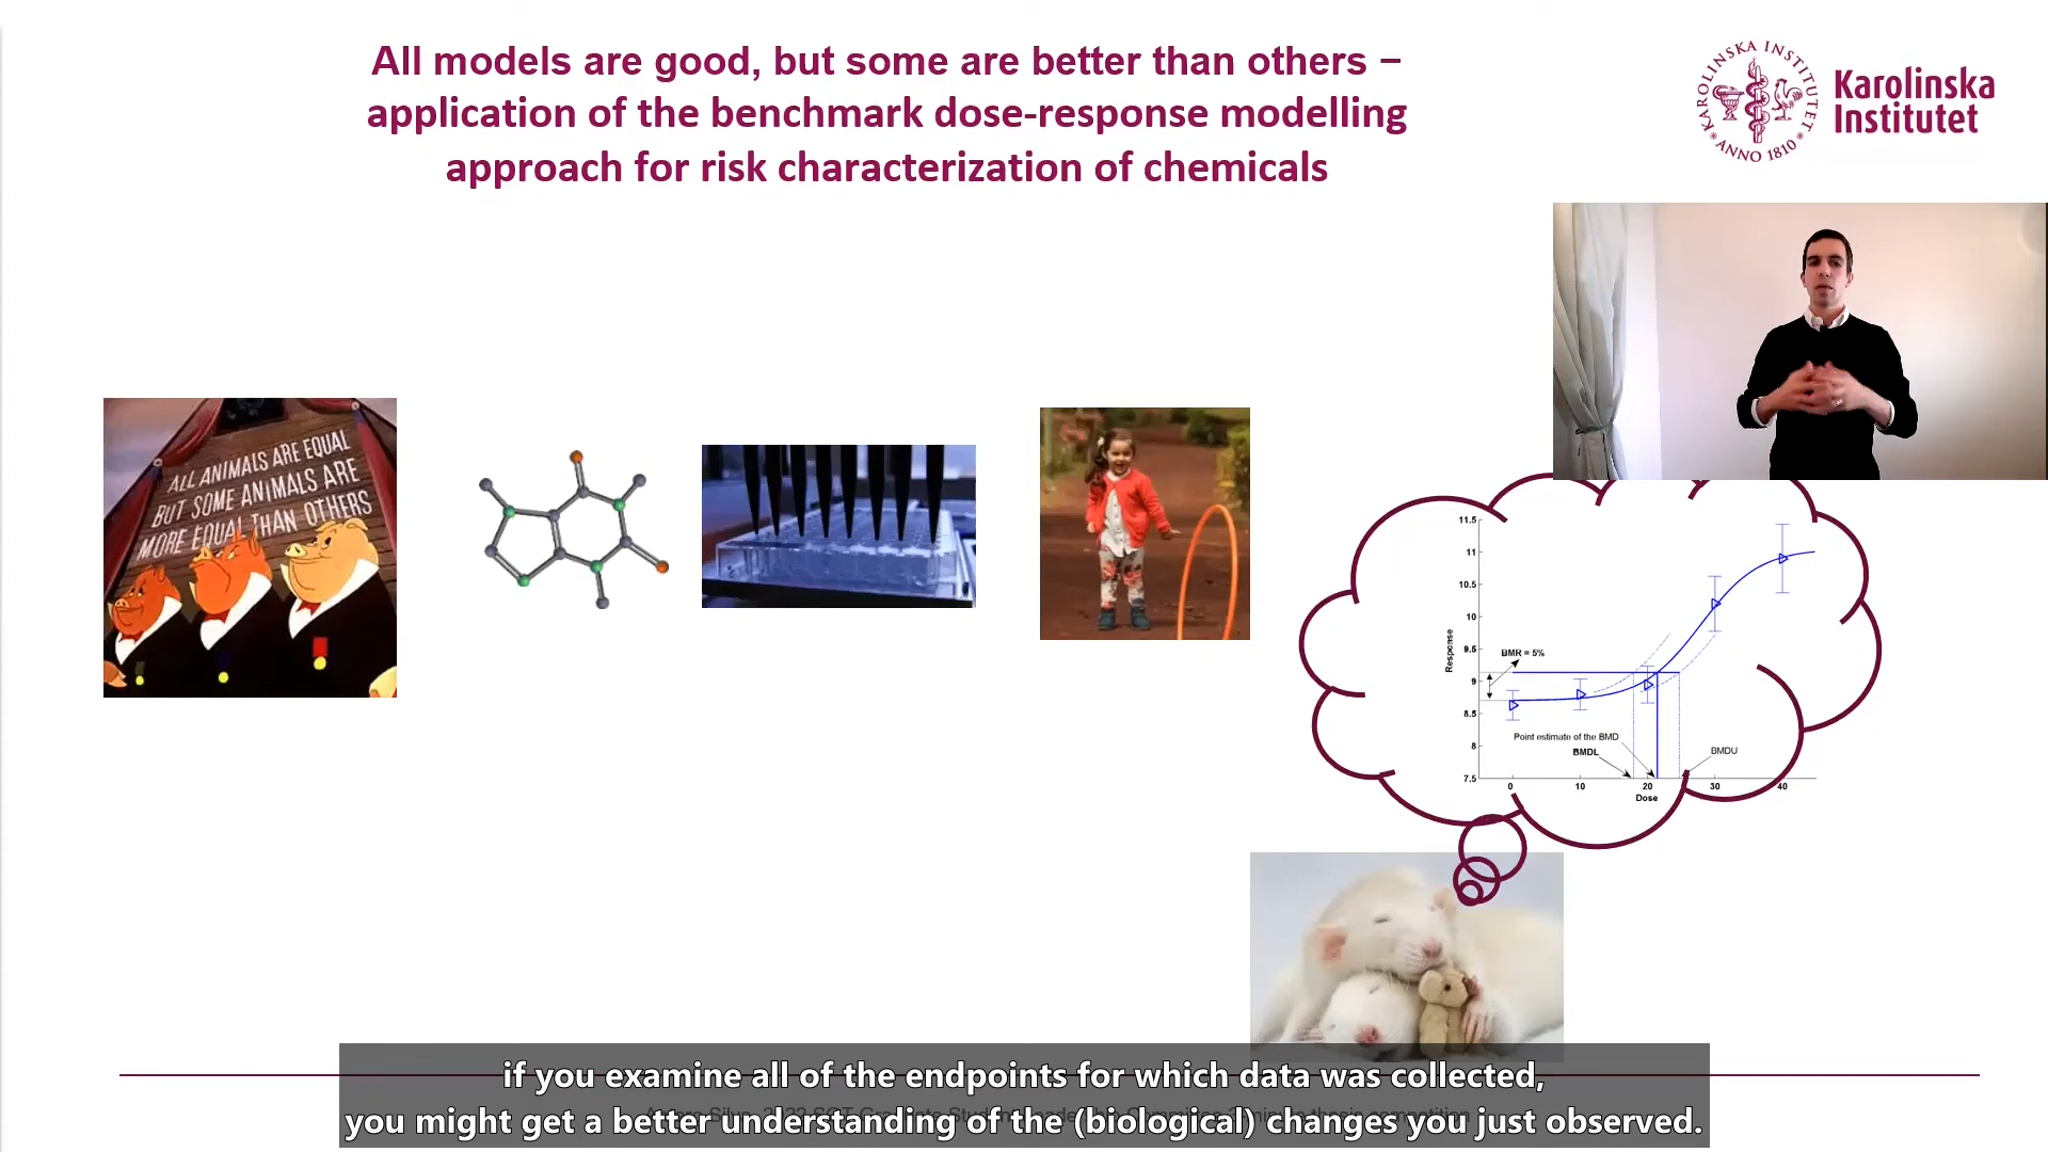 All models are good, but some are better than others –
application of the benchmark dose-response modelling
approach for risk characterization of chemicals
KAROLINSKA INSTITUTET
ANNO 1810
Karolinska
Institutet
ALL ANIMALS ARE EQUAL
BUT SOME ANIMALS ARE
MORE EQUAL THAN OTHERS
11.5
11
10.5
10
9.5
9
8.5
8
7.5
Response
BMR = 5%
Point estimate of the BMD
BMDL
BMDU
0 10 20 30 40
Dose
if you examine all of the endpoints for which data was collected,
you might get a better understanding of the (biological) changes you just observed.